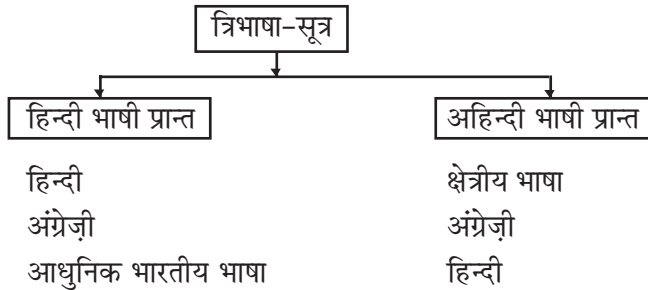 त्रिभाषा-सूत्र
हिन्दी भाषी प्रान्त
हिन्दी
अंग्रेज़ी
आधुनिक भारतीय भाषा
अहिन्दी भाषी प्रान्त
क्षेत्रीय भाषा
अंग्रेज़ी
हिन्दी